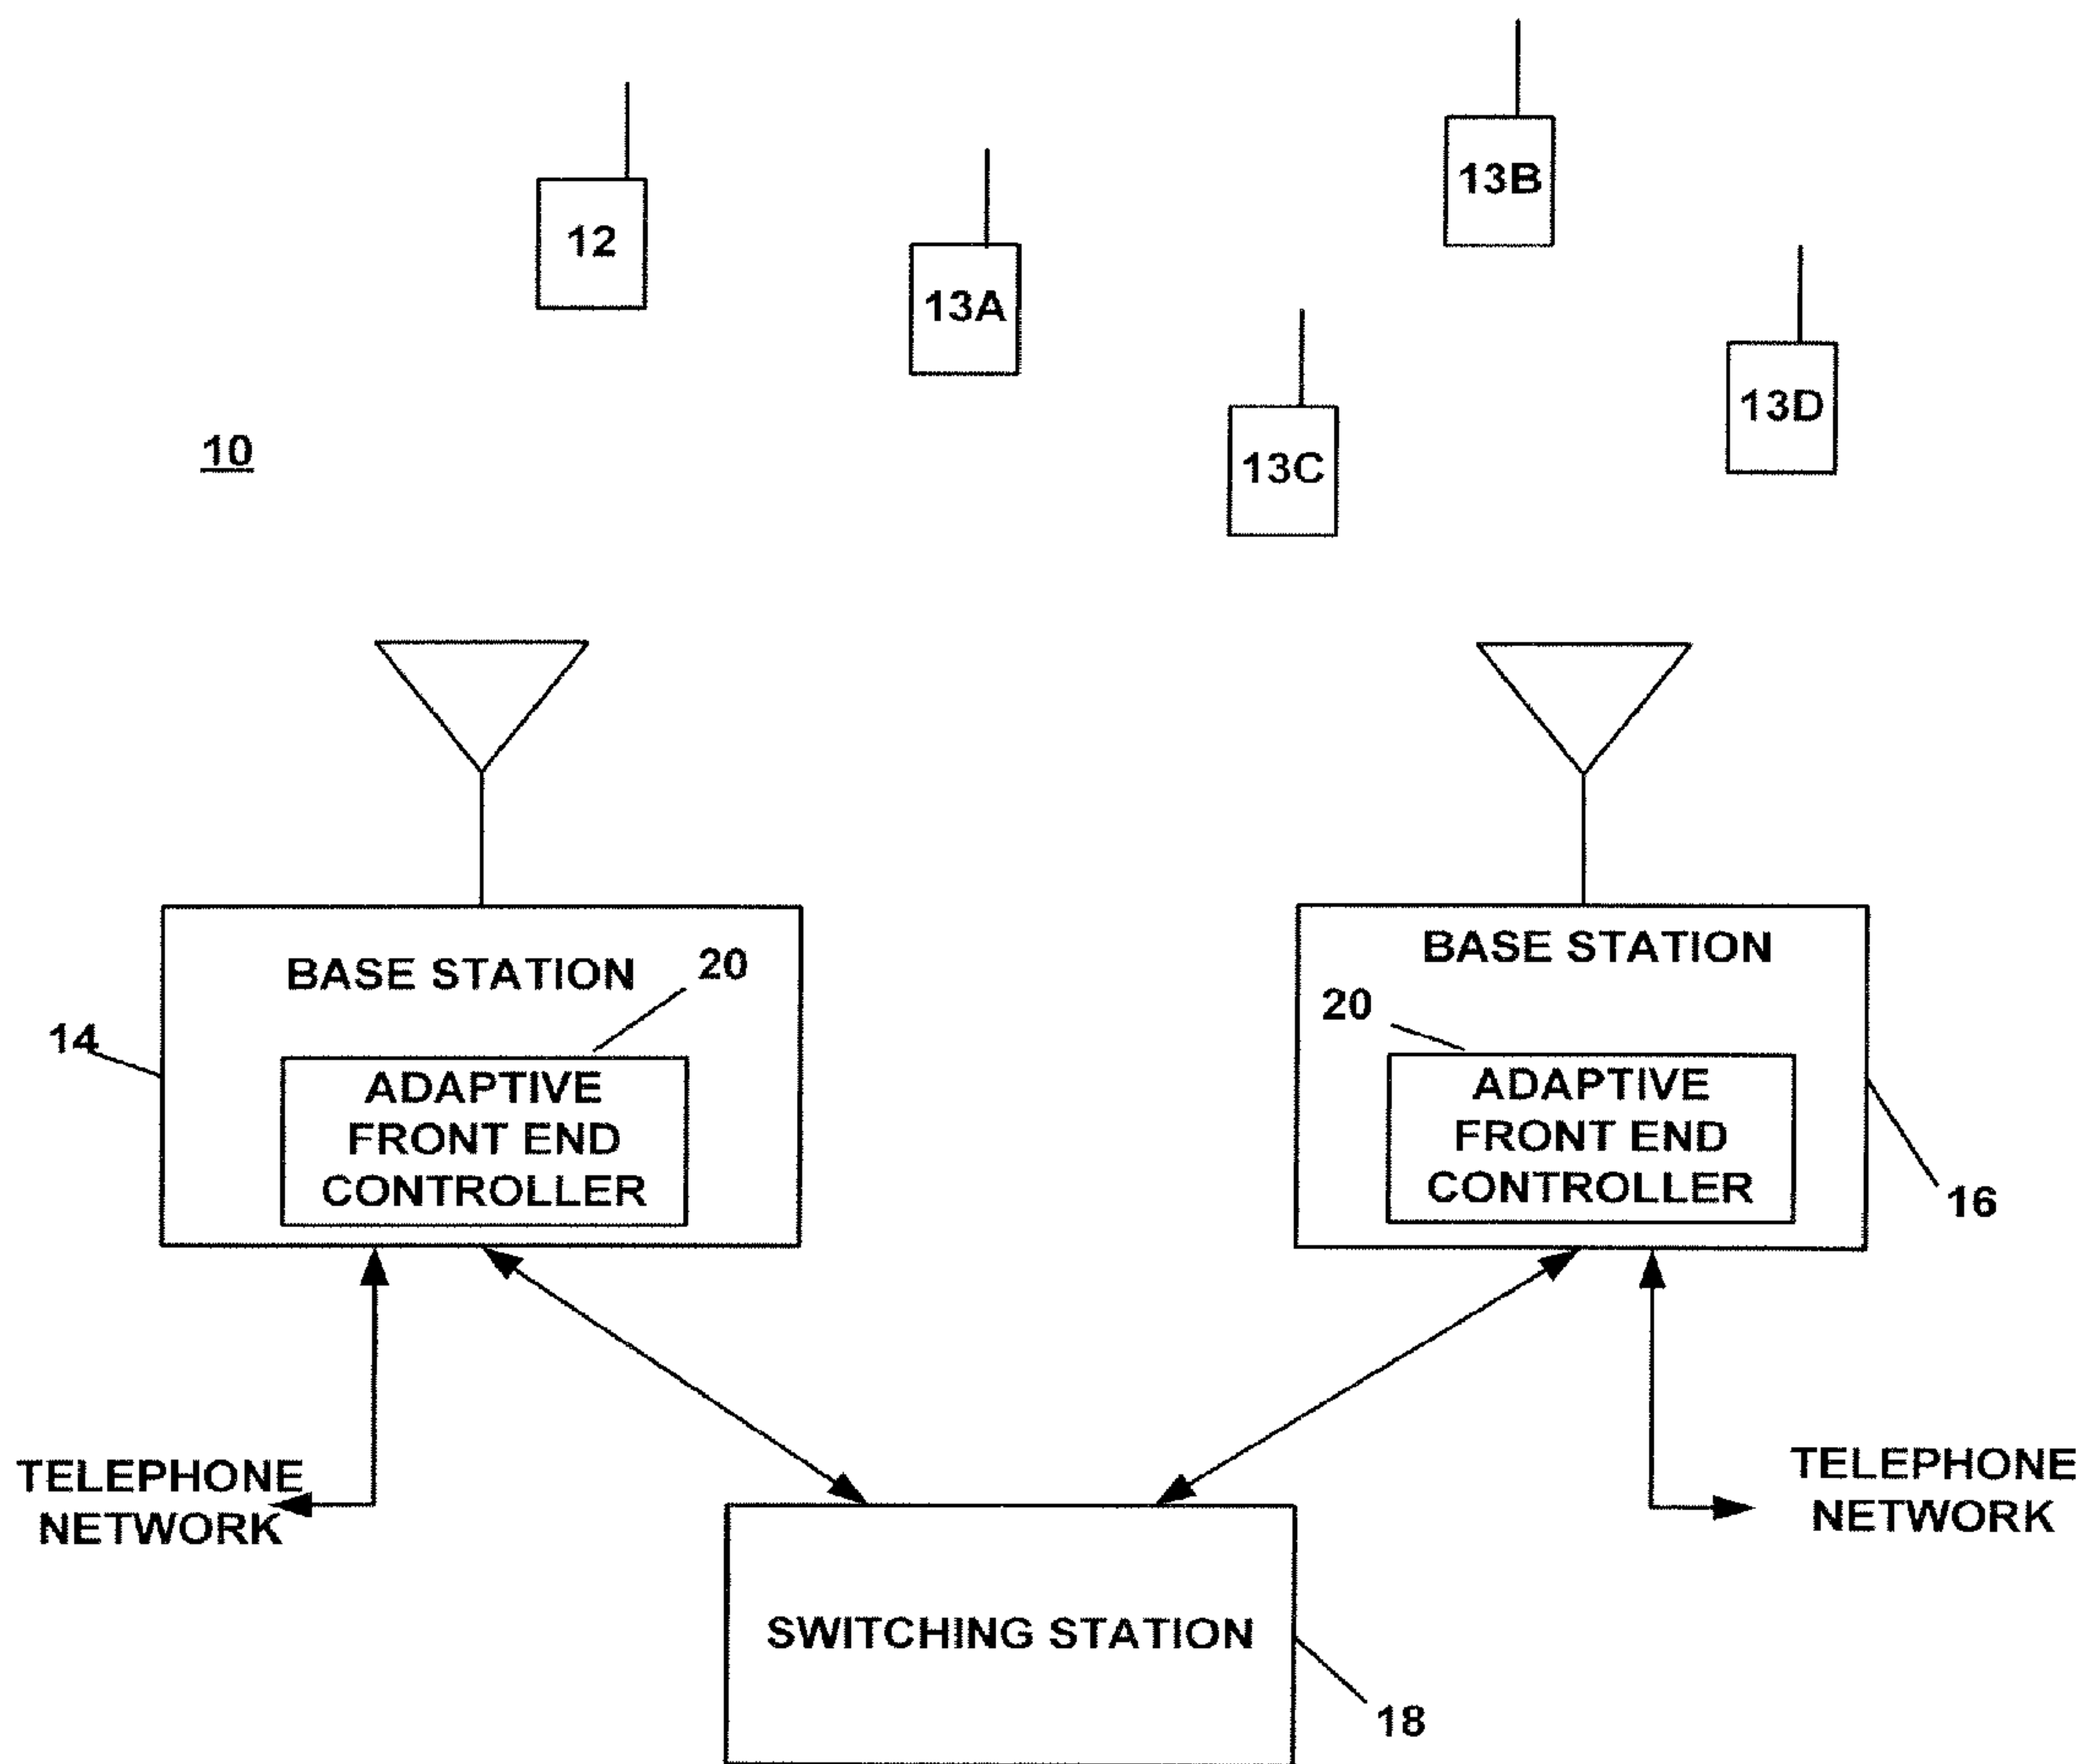 13B
12
13A
13D
10
13C
BASE STATION
20
14
ADAPTIVE
FRONT END
CONTROLLER
BASE STATION
20
ADAPTIVE
FRONT END
CONTROLLER
16
TELEPHONE
NETWORK
TELEPHONE
NETWORK
SWITCHING STATION
18